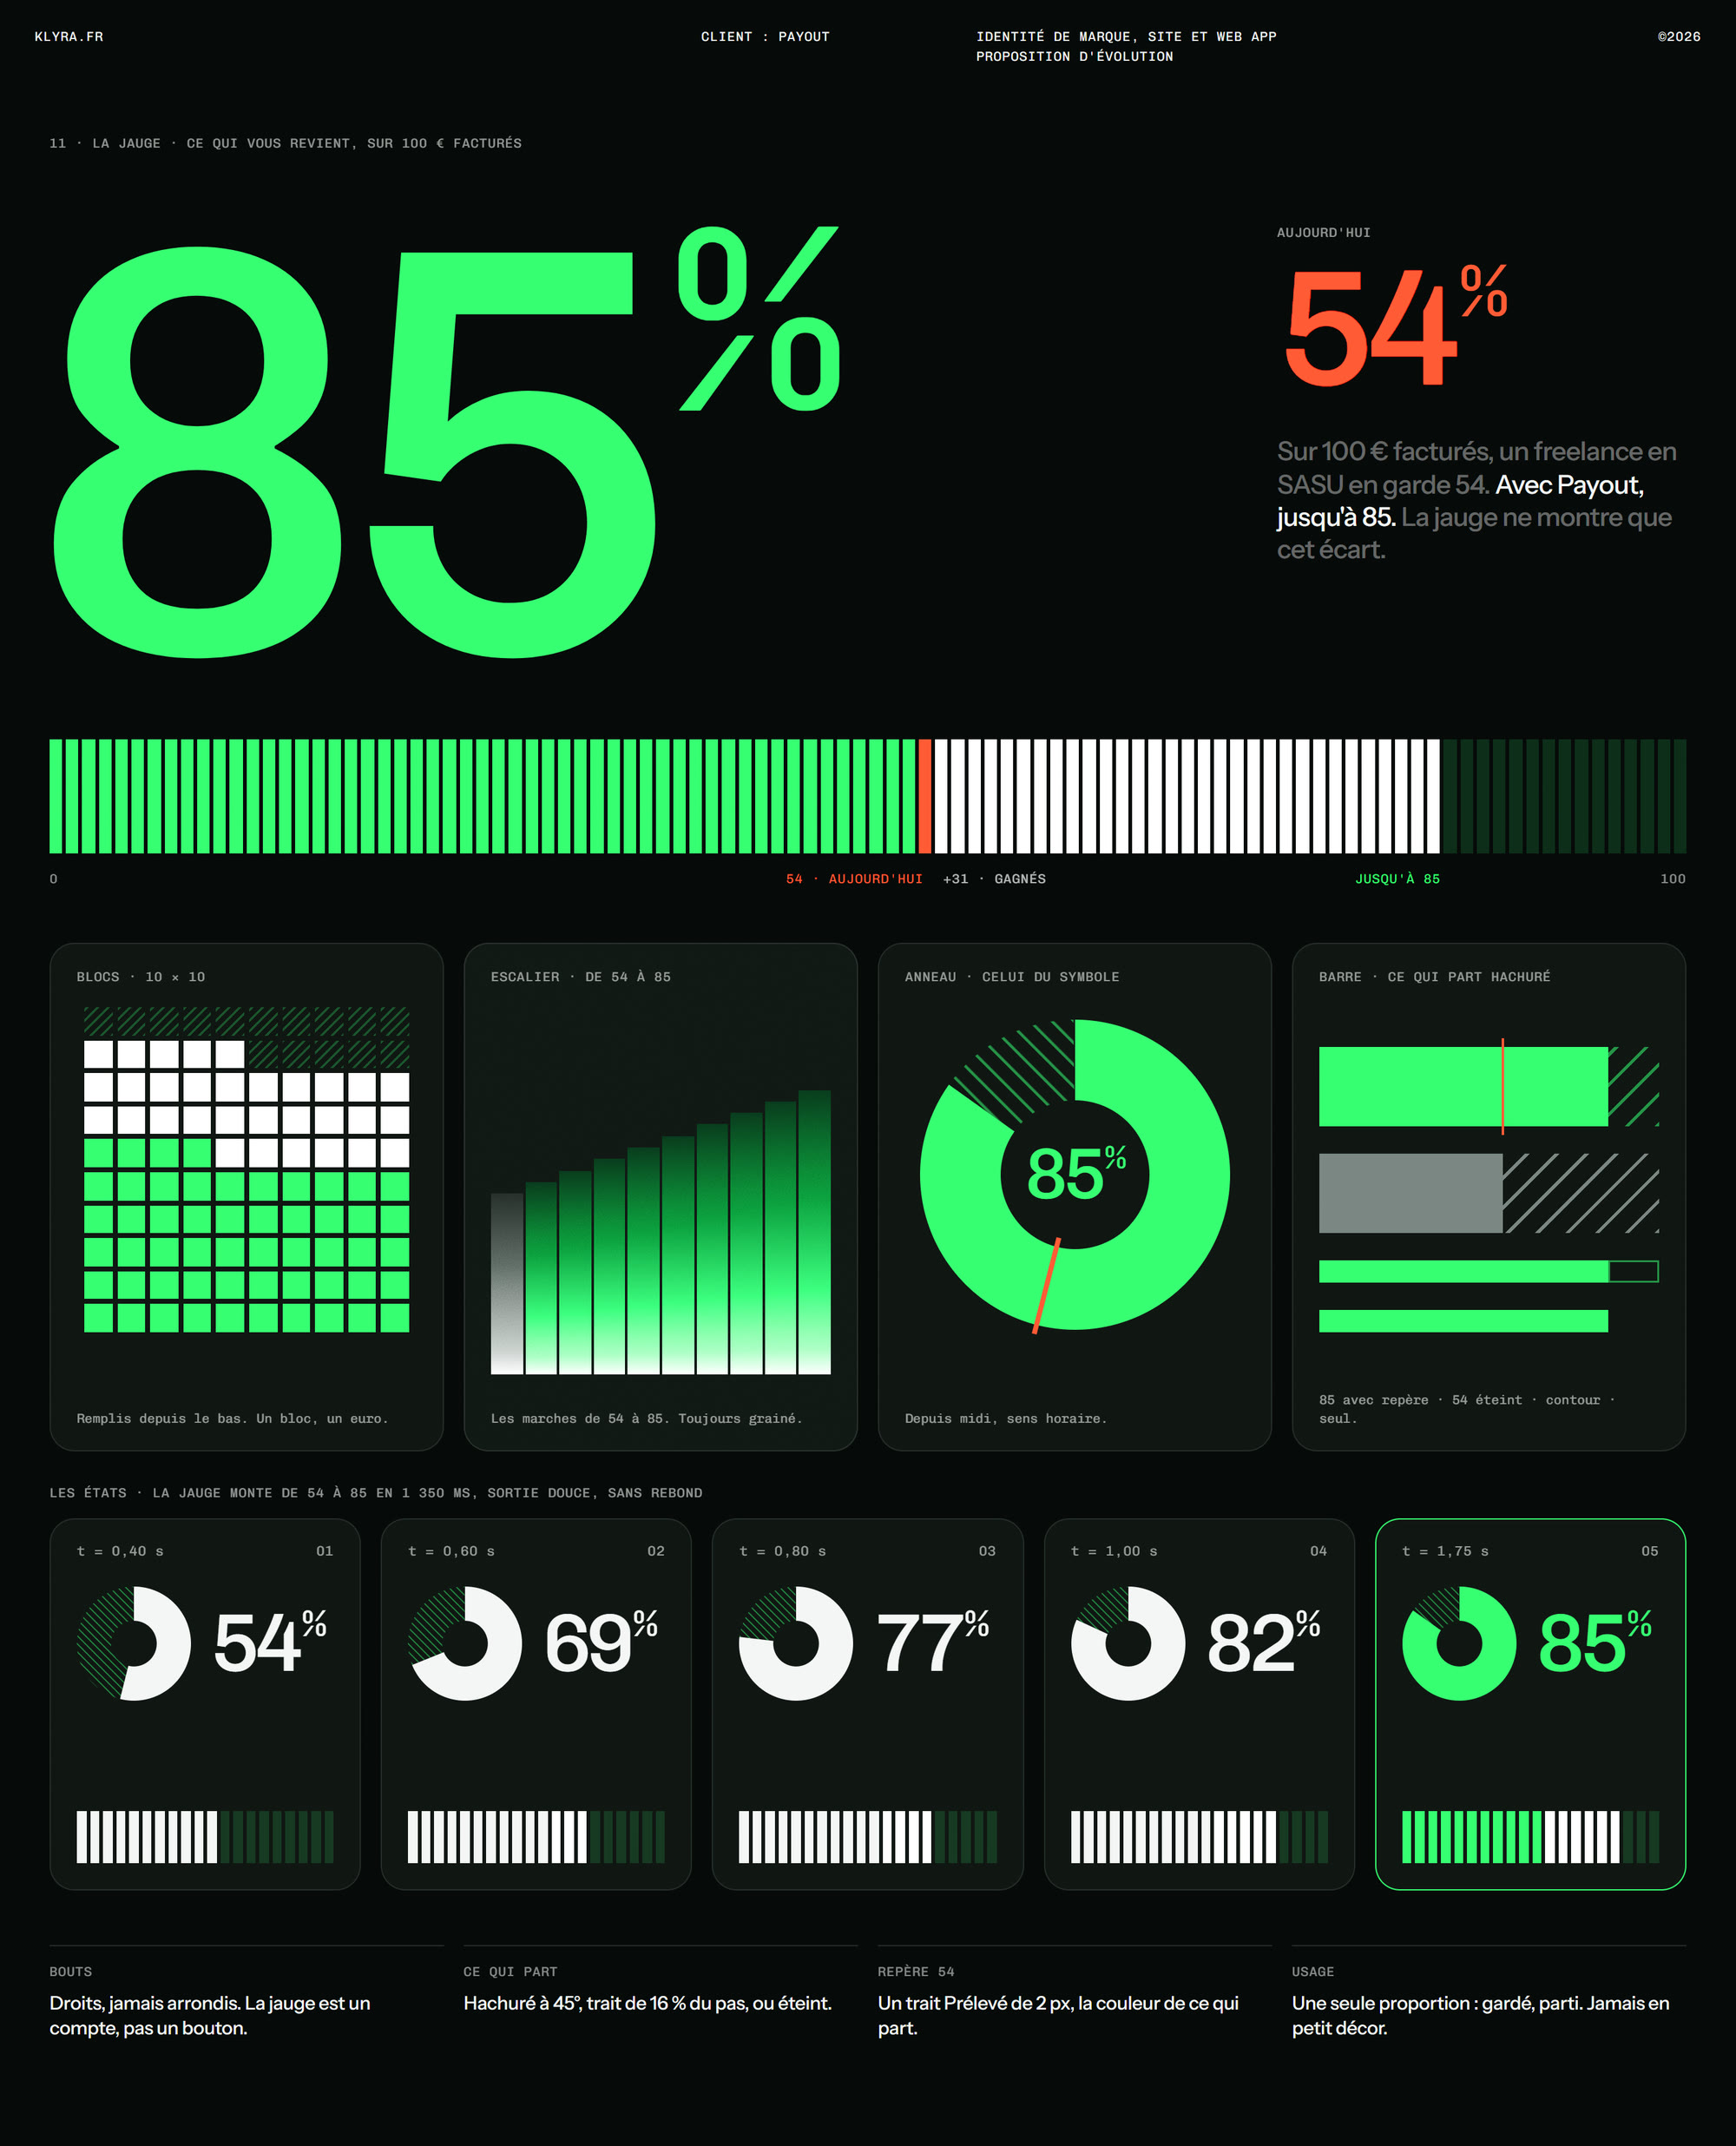 KLYRA.FR
CLIENT : PAYOUT
IDENTITÉ DE MARQUE, SITE ET WEB APP
PROPOSITION D'ÉVOLUTION
©2026
11 · LA JAUGE · CE QUI VOUS REVIENT, SUR 100 € FACTURÉS
85%
AUJOURD'HUI
54%
Sur 100 € facturés, un freelance en
SASU en garde 54. Avec Payout,
jusqu'à 85. La jauge ne montre que
cet écart.
0
54 · AUJOURD'HUI
+31 · GAGNÉS
JUSQU'À 85
100
BLOCS · 10 × 10
Remplis depuis le bas. Un bloc, un euro.
ESCALIER · DE 54 À 85
Les marches de 54 à 85. Toujours grainé.
ANNEAU · CELUI DU SYMBOLE
85%
Depuis midi, sens horaire.
BARRE · CE QUI PART HACHURÉ
85 avec repère · 54 éteint · contour ·
seul.
LES ÉTATS · LA JAUGE MONTE DE 54 À 85 EN 1 350 MS, SORTIE DOUCE, SANS REBOND
t = 0,40 s
01
54%
t = 0,60 s
02
69%
t = 0,80 s
03
77%
t = 1,00 s
04
82%
t = 1,75 s
05
85%
BOUTS
Droits, jamais arrondis. La jauge est un
compte, pas un bouton.
CE QUI PART
Hachuré à 45°, trait de 16 % du pas, ou éteint.
REPÈRE 54
Un trait Prélevé de 2 px, la couleur de ce qui
part.
USAGE
Une seule proportion : gardé, parti. Jamais en
petit décor.